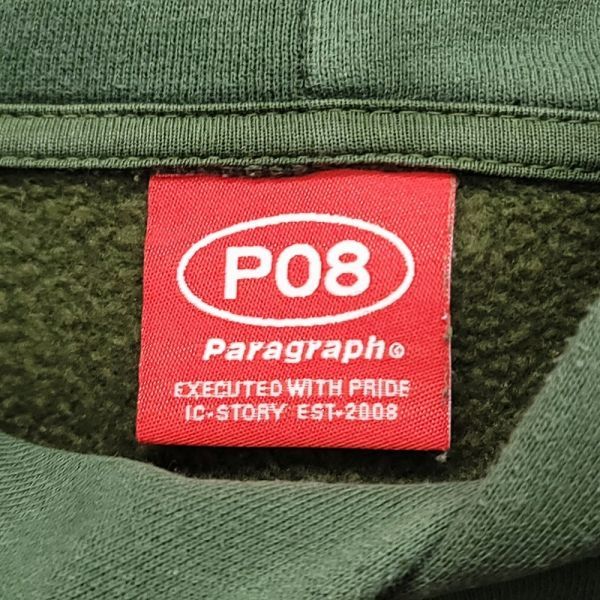 P08
Paragraph©
EXECUTED WITH PRIDE
IC-STORY EST-2008